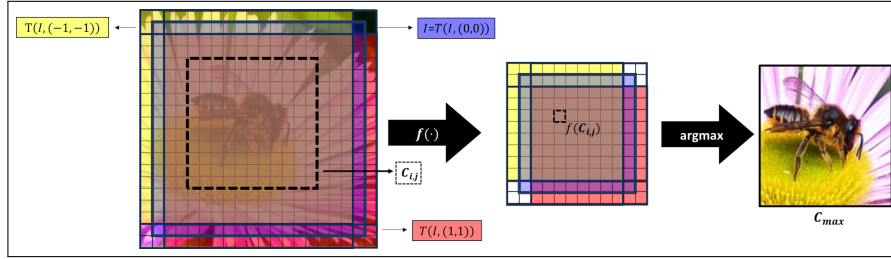 T(I, (−1, −1))
I=T(I, (0,0))
f(·)
C_{i,j}
T(I, (1,1))
f(C_{i,j})
argmax
C_{max}